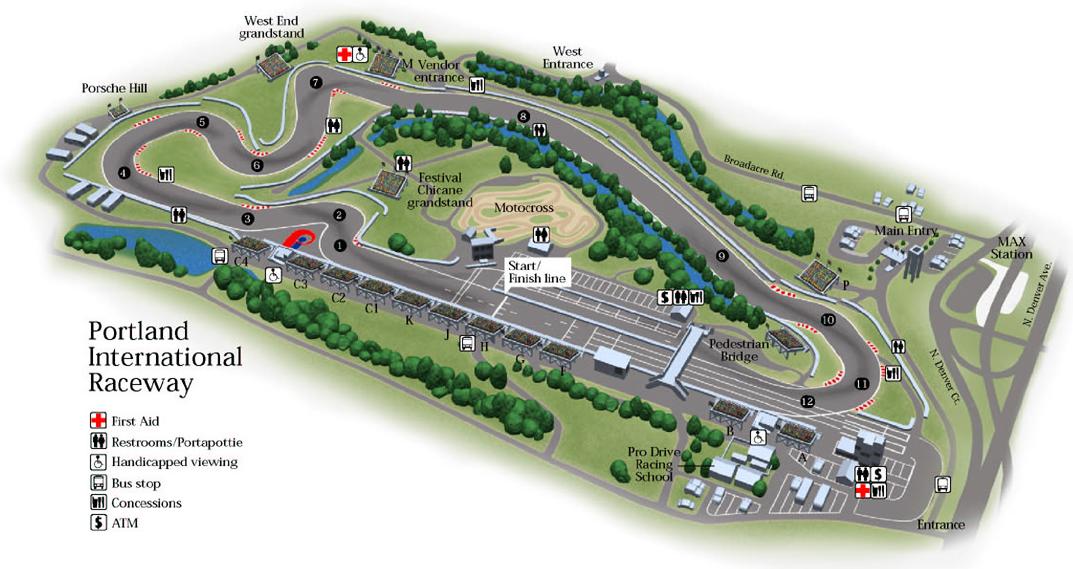 West End
grandstand
M Vendor
entrance
West
Entrance
Porsche Hill
7
8
5
6
4
Broadacre Rd.
Festival
Chicane
grandstand
Motocross
3
2
1
Main Entry
MAX
Station
N. Denver Ave.
9
P
C4
C3
C2
C1
K
J
H
G
F
Start/
Finish line
$
10
Pedestrian
Bridge
N. Denver Ct.
11
12
B
A
Pro Drive
Racing
School
$
Entrance
Portland
International
Raceway
First Aid
Restrooms/Portapottie
Handicapped viewing
Bus stop
Concessions
$ ATM